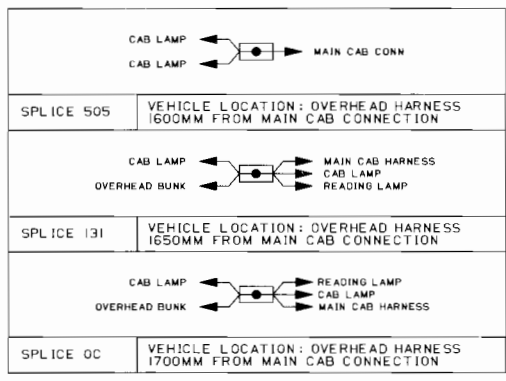 CAB LAMP
MAIN CAB CONN
CAB LAMP
SPLICE 505
VEHICLE LOCATION: OVERHEAD HARNESS
1600MM FROM MAIN CAB CONNECTION
CAB LAMP MAIN CAB HARNESS
CAB LAMP
OVERHEAD BUNK READING LAMP
SPLICE 131
VEHICLE LOCATION: OVERHEAD HARNESS
1650MM FROM MAIN CAB CONNECTION
CAB LAMP READING LAMP
CAB LAMP
OVERHEAD BUNK MAIN CAB HARNESS
SPLICE 0C
VEHICLE LOCATION: OVERHEAD HARNESS
1700MM FROM MAIN CAB CONNECTION